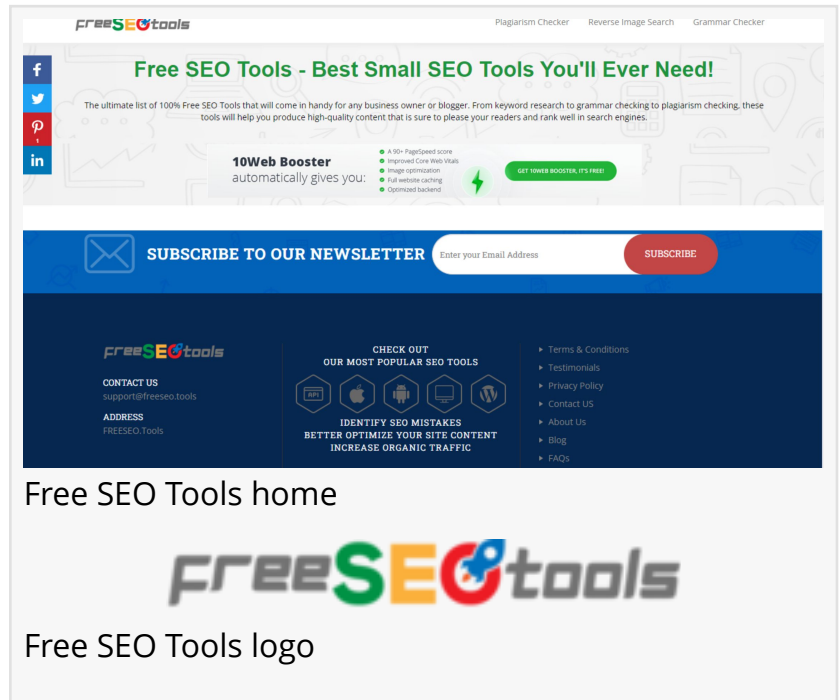 FreeSEOtools
Plagiarism Checker Reverse Image Search Grammar Checker
f
Free SEO Tools - Best Small SEO Tools You'll Ever Need!
The ultimate list of 100% Free SEO Tools that will come in handy for any business owner or blogger. From keyword research to grammar checking to plagiarism checking, these
tools will help you produce high-quality content that is sure to please your readers and rank well in search engines.
1
in
10Web Booster
automatically gives you:
A 90+ PageSpeed score
Improved Core Web Vitals
Image optimization
Full website caching
Optimized backend
GET 10WEB BOOSTER, IT'S FREE!
SUBSCRIBE TO OUR NEWSLETTER
Enter your Email Address
SUBSCRIBE
FreeSEOtools
CONTACT US
support@freeseo.tools
ADDRESS
FREESEO.Tools
CHECK OUT
OUR MOST POPULAR SEO TOOLS
API
IDENTIFY SEO MISTAKES
BETTER OPTIMIZE YOUR SITE CONTENT
INCREASE ORGANIC TRAFFIC
Terms & Conditions
Testimonials
Privacy Policy
Contact US
About Us
Blog
FAQs
Free SEO Tools home
FreeSEOtools
Free SEO Tools logo